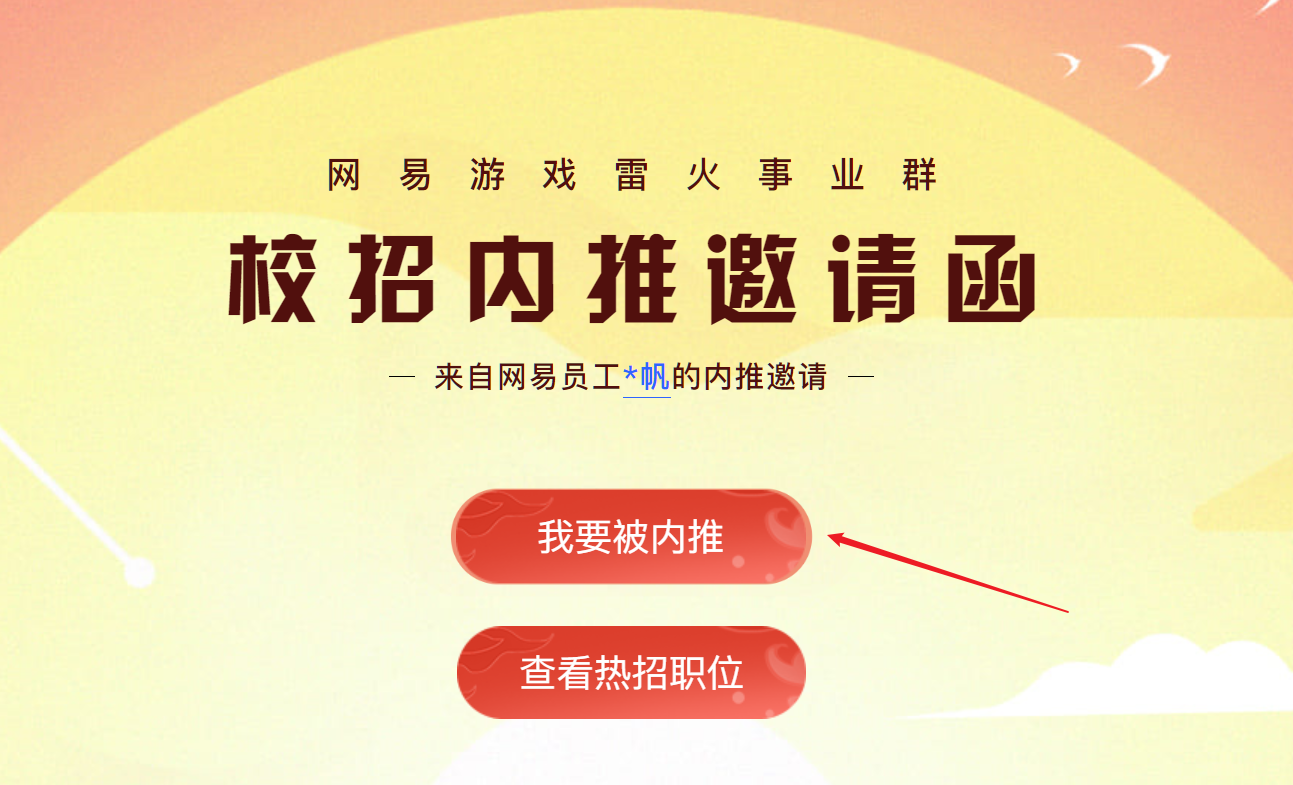 网易游戏雷火事业群
校招内推邀请函
— 来自网易员工*帆的内推邀请 —
我要被内推
查看热招职位